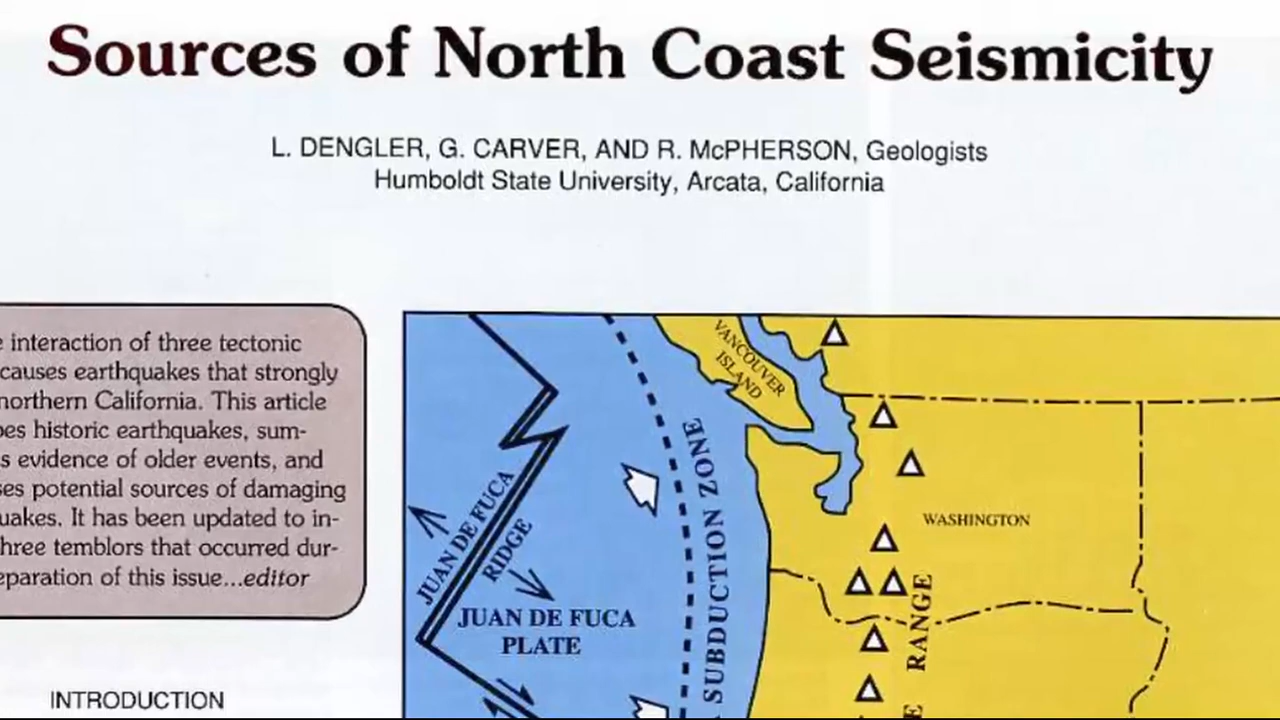 Sources of North Coast Seismicity
L. DENGLER, G. CARVER, AND R. McPHERSON, Geologists
Humboldt State University, Arcata, California
interaction of three tectonic
causes earthquakes that strongly
northern California. This article
historic earthquakes, sum-
s evidence of older events, and
potential sources of damaging
uakes. It has been updated to in-
three temblors that occurred dur-
eparation of this issue...editor
INTRODUCTION
VANCOUVER
ISLAND
WASHINGTON
JUAN DE FUCA
RIDGE
JUAN DE FUCA
PLATE
SUBDUCTION ZONE
RANGE